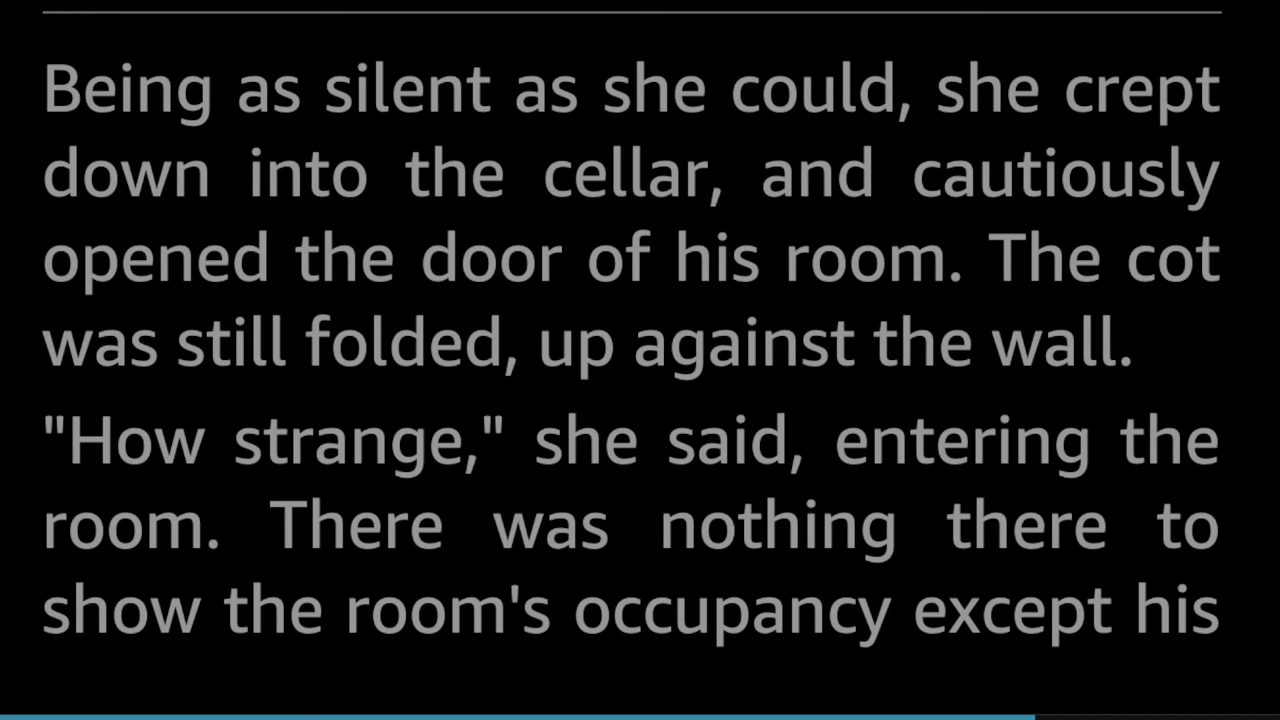 Being as silent as she could, she crept
down into the cellar, and cautiously
opened the door of his room. The cot
was still folded, up against the wall.
"How strange," she said, entering the
room. There was nothing there to
show the room's occupancy except his